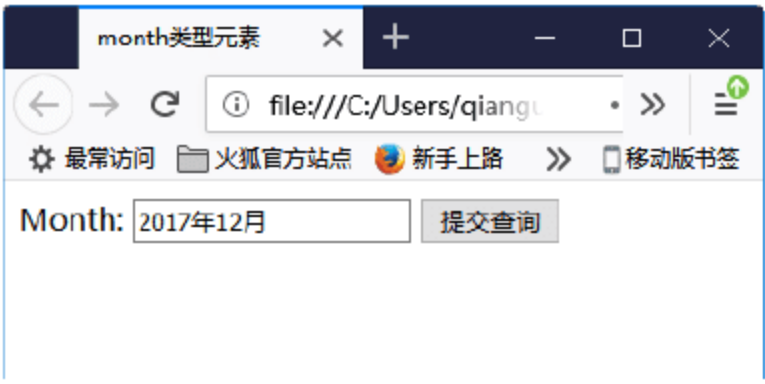 month类型元素
file:///C:/Users/qiangu
最常访问 火狐官方站点 新手上路 移动版书签
Month: 2017年12月 提交查询